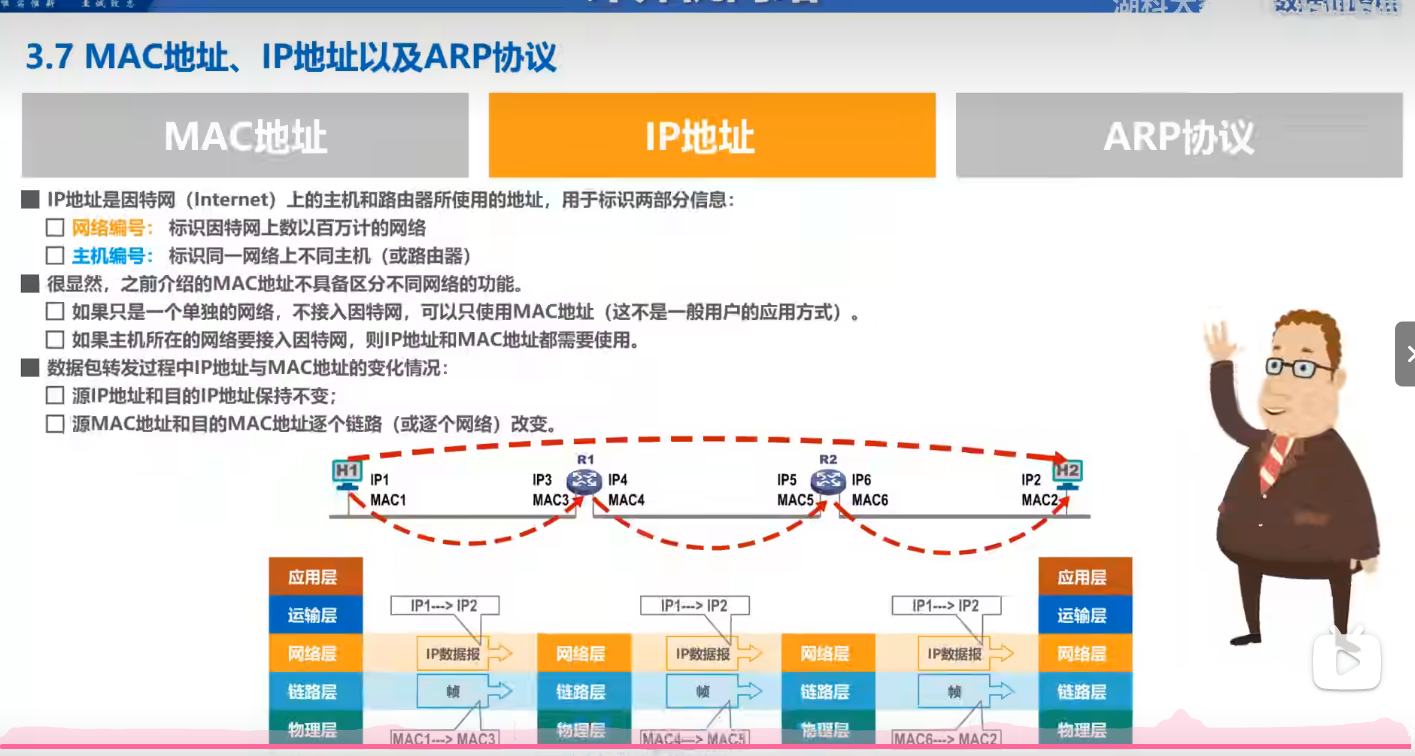 3.7 MAC地址、IP地址以及ARP协议
MAC地址
IP地址
ARP协议
IP地址是因特网（Internet）上的主机和路由器所使用的地址，用于标识两部分信息：
网络编号： 标识因特网上数以百万计的网络
主机编号： 标识同一网络上不同主机（或路由器）
很显然，之前介绍的MAC地址不具备区分不同网络的功能。
如果只是一个单独的网络，不接入因特网，可以只使用MAC地址（这不是一般用户的应用方式）。
如果主机所在的网络要接入因特网，则IP地址和MAC地址都需要使用。
数据包转发过程中IP地址与MAC地址的变化情况：
源IP地址和目的IP地址保持不变；
源MAC地址和目的MAC地址逐个链路（或逐个网络）改变。
R1 R2
H1 H2
IP1 IP3 IP4 IP5 IP6 IP2
MAC1 MAC3 MAC4 MAC5 MAC6 MAC2
应用层 应用层
IP1---> IP2 IP1---> IP2 IP1---> IP2
运输层 运输层
网络层 IP数据报 网络层 IP数据报 网络层 IP数据报 网络层
链路层 帧 链路层 帧 链路层 帧 链路层
物理层 物理层 物理层 物理层
MAC1---> MAC3 MAC4---> MAC5 MAC6---> MAC2